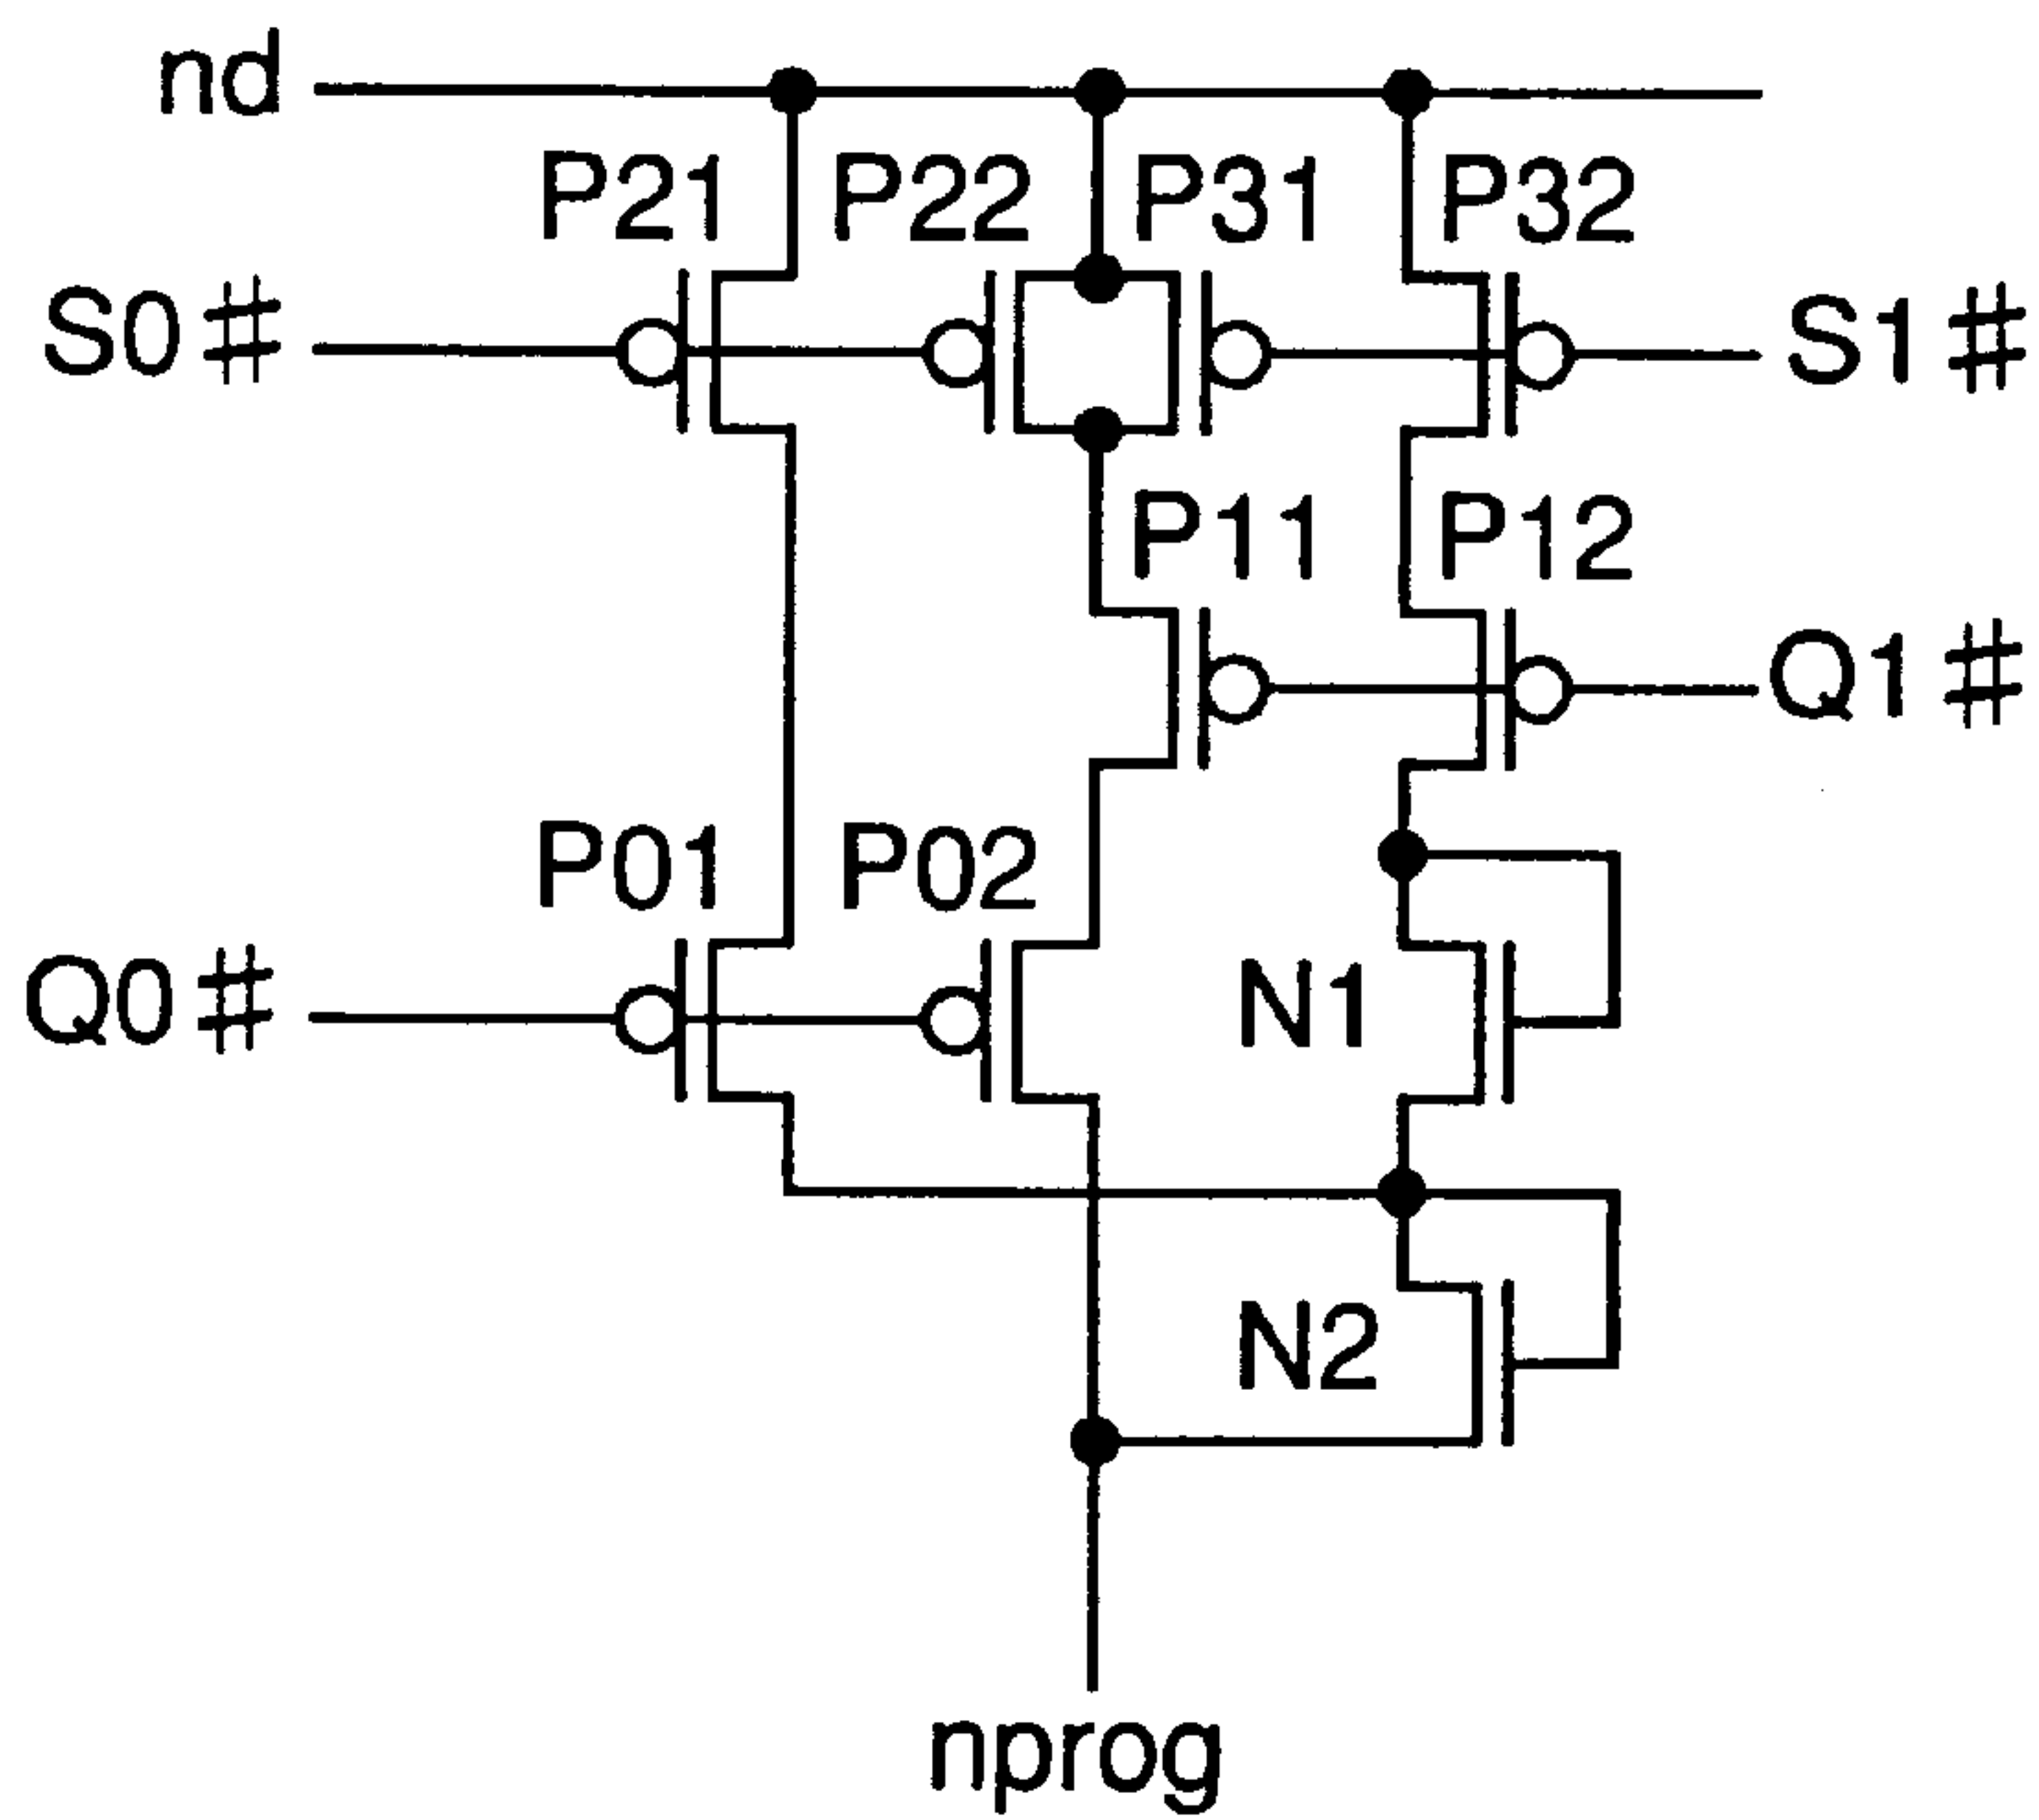 nd
P21 P22 P31 P32
S0# S1#
P11 P12
Q1#
P01 P02
Q0# N1
N2
nprog